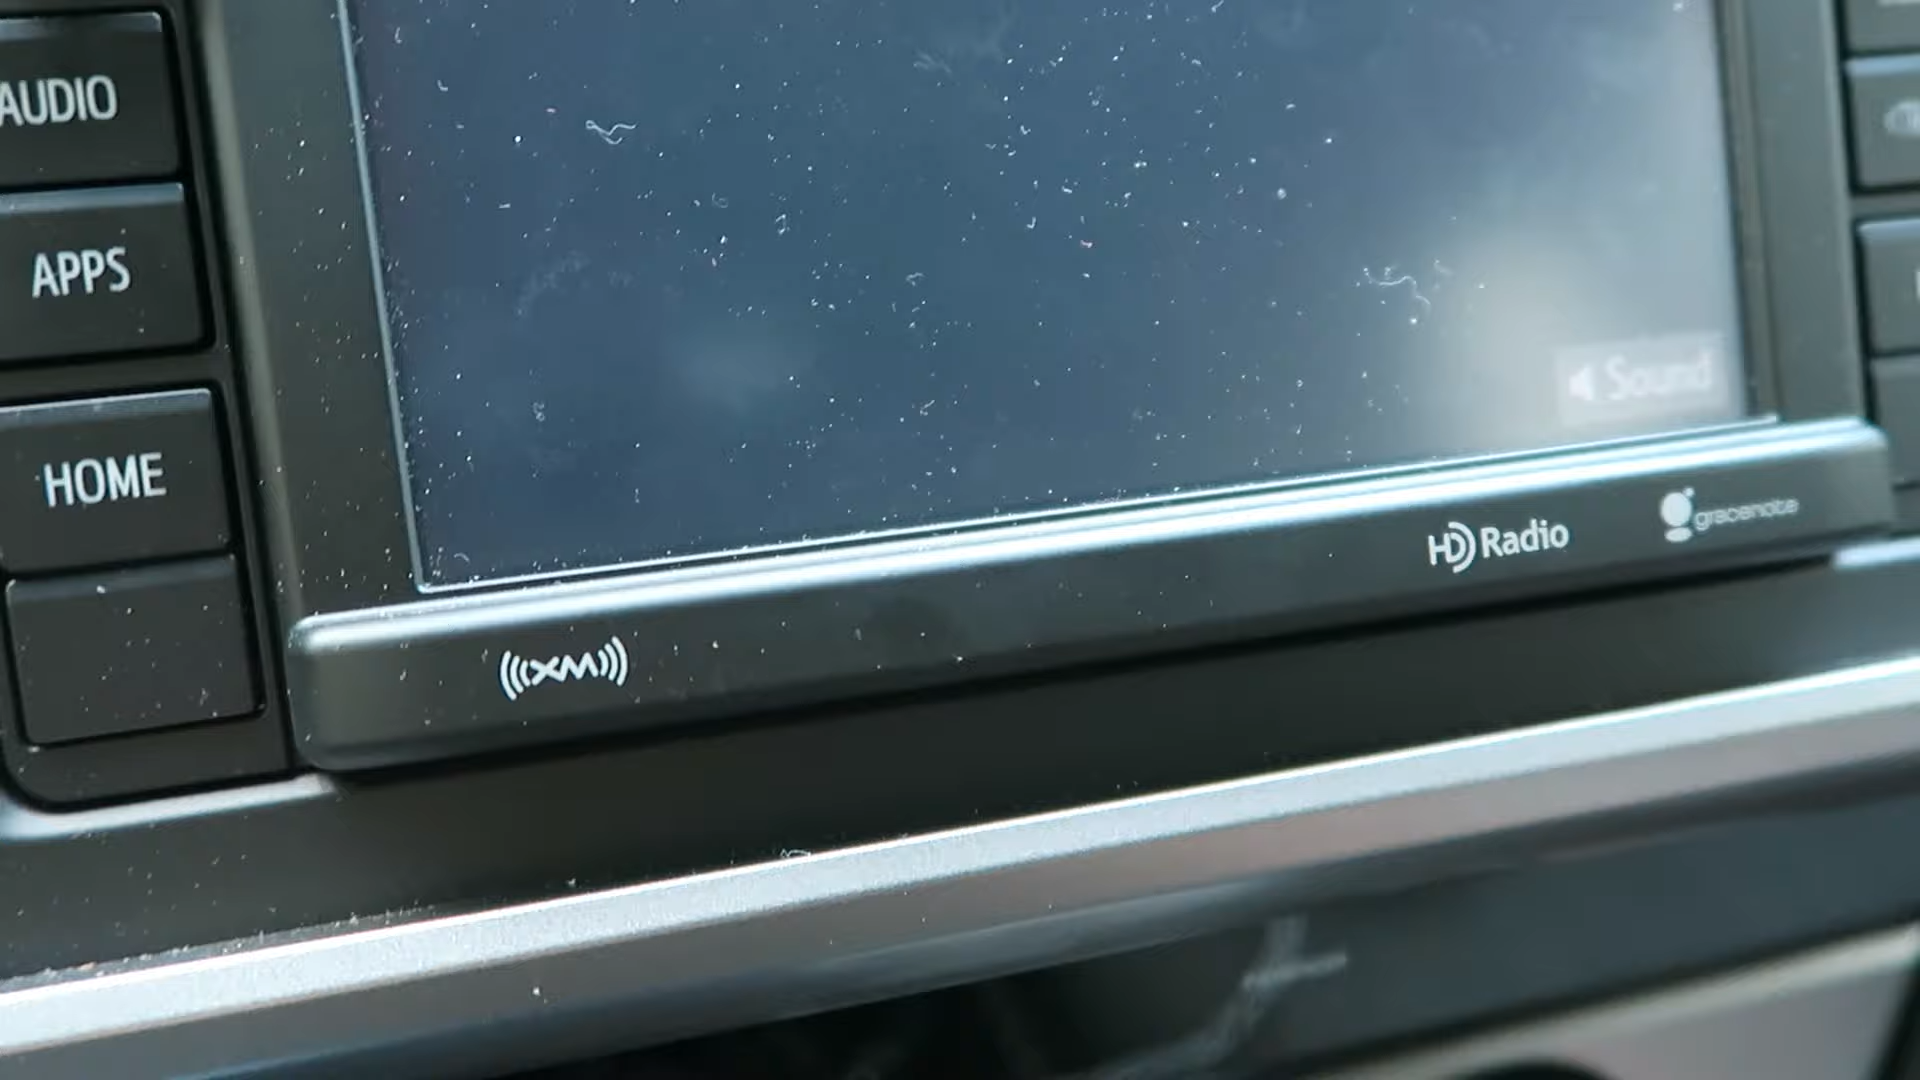 AUDIO
APPS
HOME
Sound
((XM))
HD Radio
gracenote